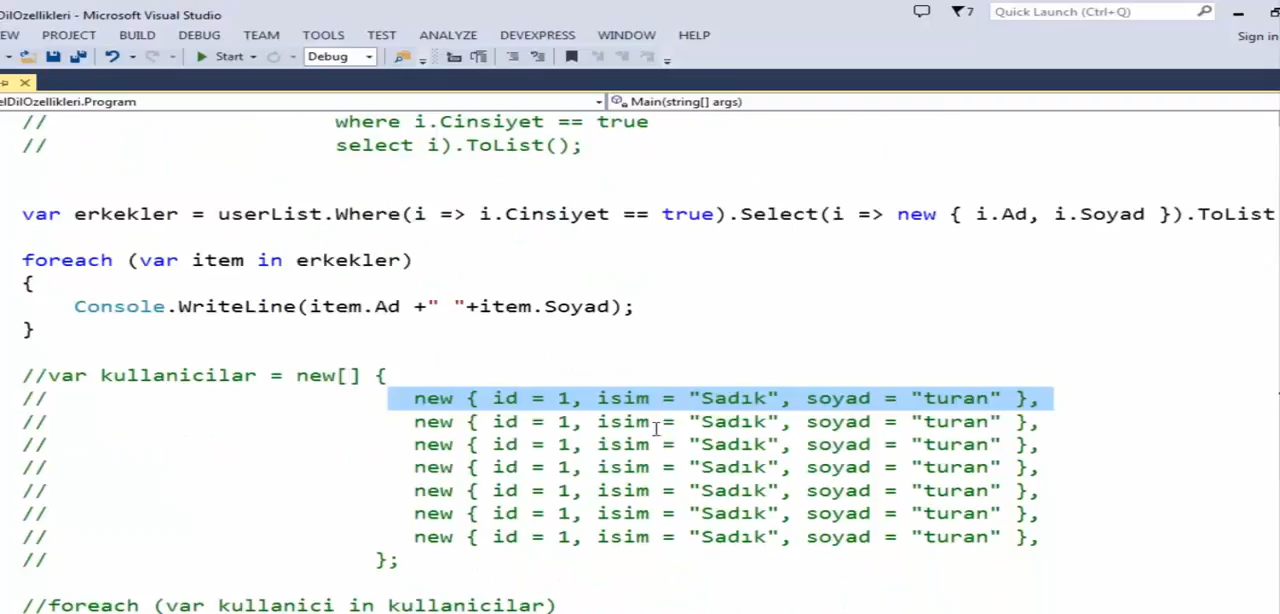 DilOzellikleri - Microsoft Visual Studio
7
Quick Launch (Ctrl+Q)
EW PROJECT BUILD DEBUG TEAM TOOLS TEST ANALYZE DEVEXPRESS WINDOW HELP
Sign in
Start
Debug
elDilOzellikleri.Program
Main(string[] args)
// where i.Cinsiyet == true
// select i).ToList();
var erkekler = userList.Where(i => i.Cinsiyet == true).Select(i => new { i.Ad, i.Soyad }).ToList
foreach (var item in erkekler)
{
Console.WriteLine(item.Ad +" "+item.Soyad);
}
//var kullanicilar = new[] {
// new { id = 1, isim = "Sadık", soyad = "turan" },
// new { id = 1, isim = "Sadık", soyad = "turan" },
// new { id = 1, isim = "Sadık", soyad = "turan" },
// new { id = 1, isim = "Sadık", soyad = "turan" },
// new { id = 1, isim = "Sadık", soyad = "turan" },
// new { id = 1, isim = "Sadık", soyad = "turan" },
// new { id = 1, isim = "Sadık", soyad = "turan" },
// };
//foreach (var kullanici in kullanicilar)